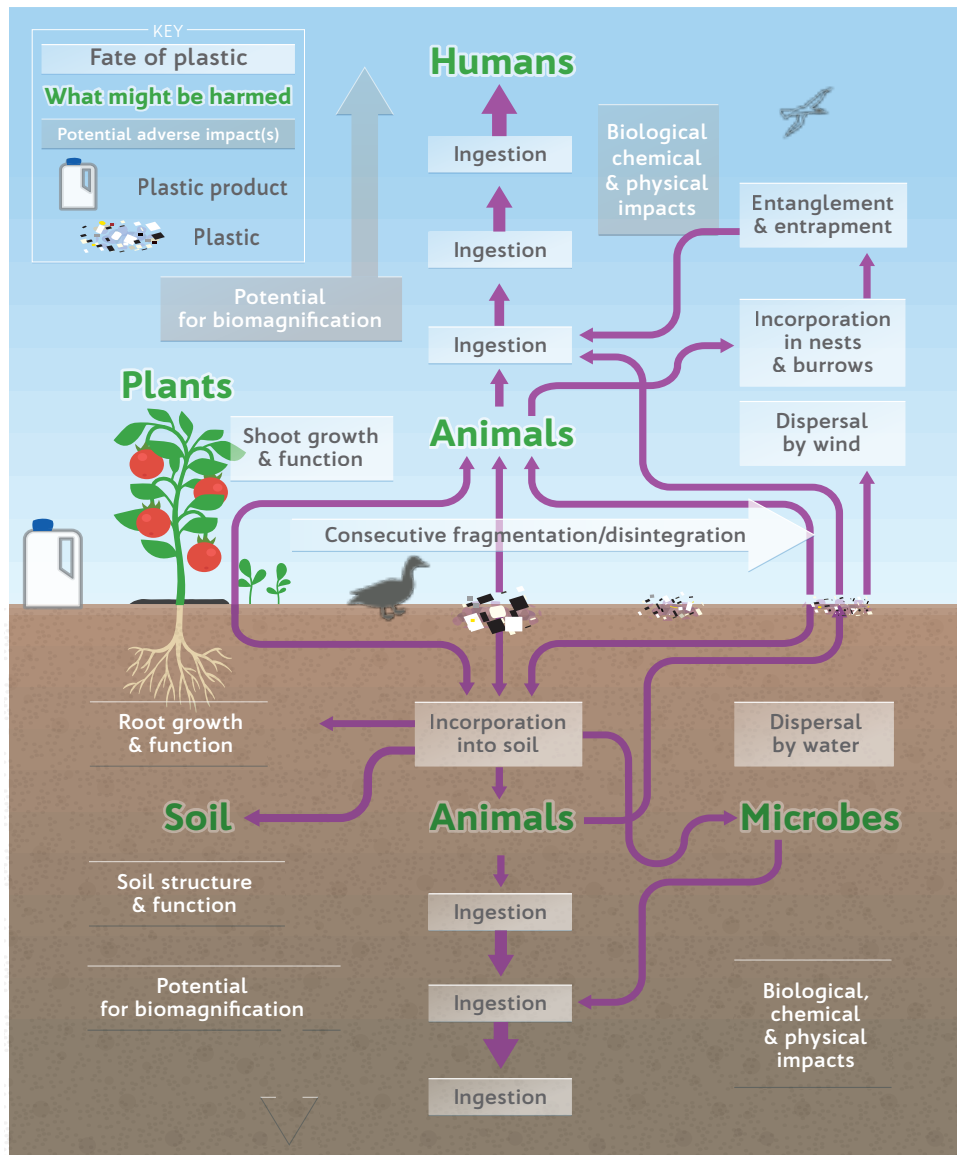 KEY
Fate of plastic
What might be harmed
Potential adverse impact(s)
Plastic product
Plastic
Humans
Ingestion
Biological
chemical
& physical
impacts
Entanglement
& entrapment
Ingestion
Potential
for biomagnification
Ingestion
Incorporation
in nests
& burrows
Plants
Shoot growth
& function
Animals
Dispersal
by wind
Consecutive fragmentation/disintegration
Root growth
& function
Incorporation
into soil
Dispersal
by water
Soil
Animals
Microbes
Soil structure
& function
Ingestion
Potential
for biomagnification
Ingestion
Biological,
chemical
& physical
impacts
Ingestion